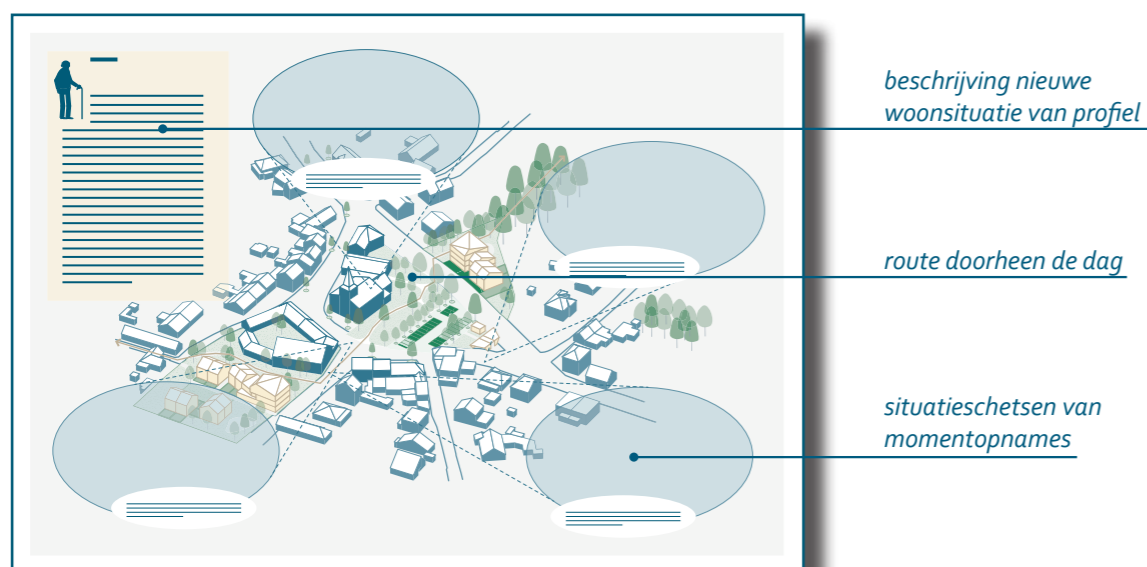 beschrijving nieuwe
woonsituatie van profiel
route doorheen de dag
situatieschetsen van
momentopnames